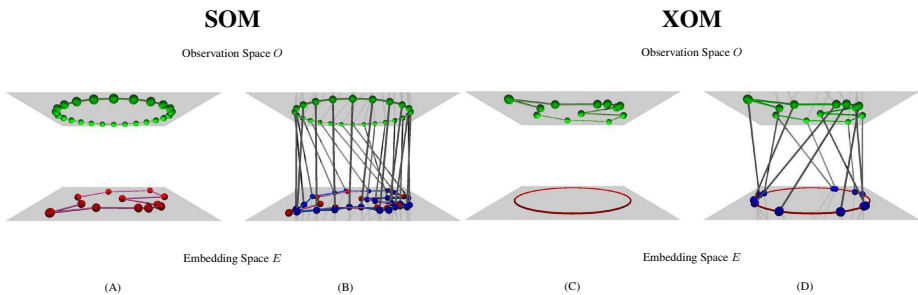 SOM
XOM
Observation Space O
Observation Space O
Embedding Space E
Embedding Space E
(A)
(B)
(C)
(D)